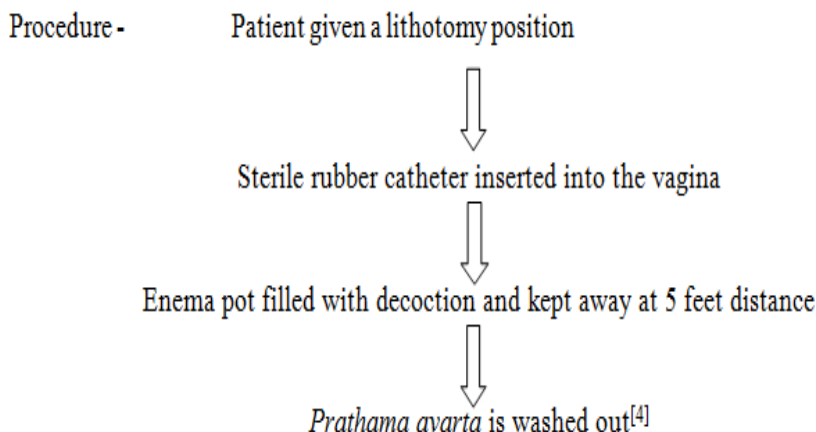 Procedure - Patient given a lithotomy position
Sterile rubber catheter inserted into the vagina
Enema pot filled with decoction and kept away at 5 feet distance
Prathama avarta is washed out[4]